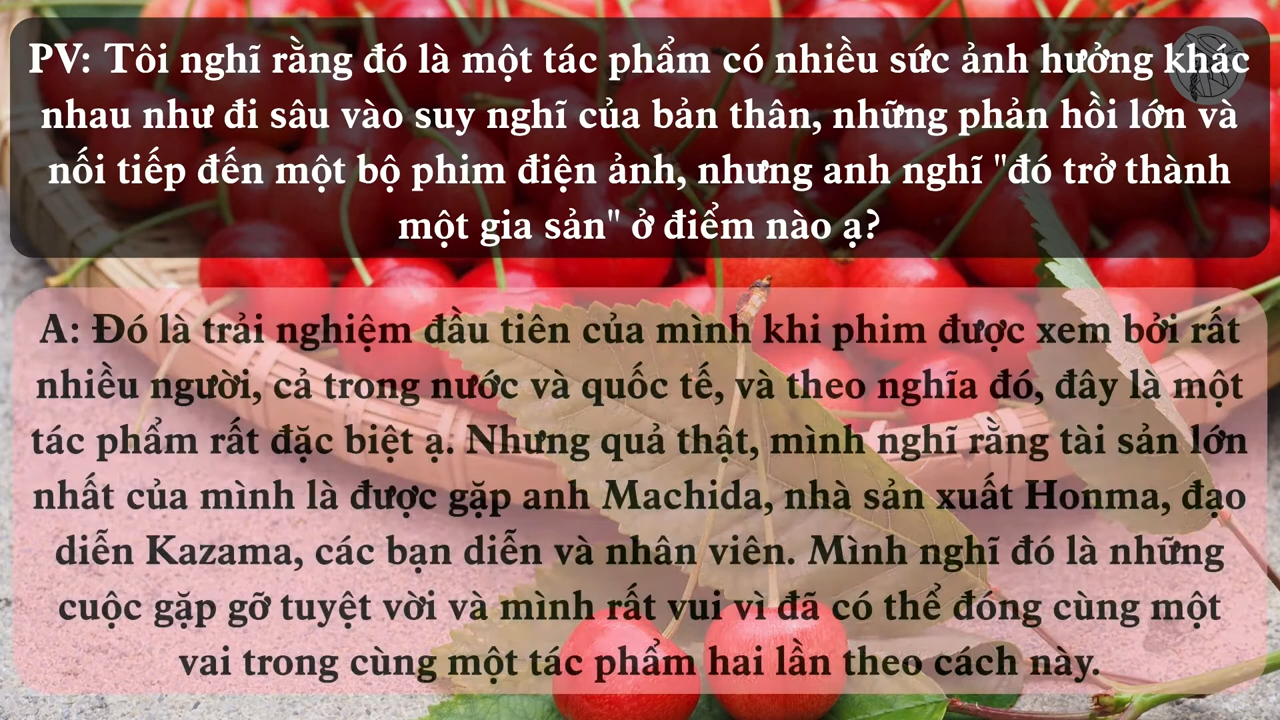 PV: Tôi nghĩ rằng đó là một tác phẩm có nhiều sức ảnh hưởng khác
nhau như đi sâu vào suy nghĩ của bản thân, những phản hồi lớn và
nối tiếp đến một bộ phim điện ảnh, nhưng anh nghĩ "đó trở thành
một gia sản" ở điểm nào ạ?
A: Đó là trải nghiệm đầu tiên của mình khi phim được xem bởi rất
nhiều người, cả trong nước và quốc tế, và theo nghĩa đó, đây là một
tác phẩm rất đặc biệt ạ. Nhưng quả thật, mình nghĩ rằng tài sản lớn
nhất của mình là được gặp anh Machida, nhà sản xuất Honma, đạo
diễn Kazama, các bạn diễn và nhân viên. Mình nghĩ đó là những
cuộc gặp gỡ tuyệt vời và mình rất vui vì đã có thể đóng cùng một
vai trong cùng một tác phẩm hai lần theo cách này.